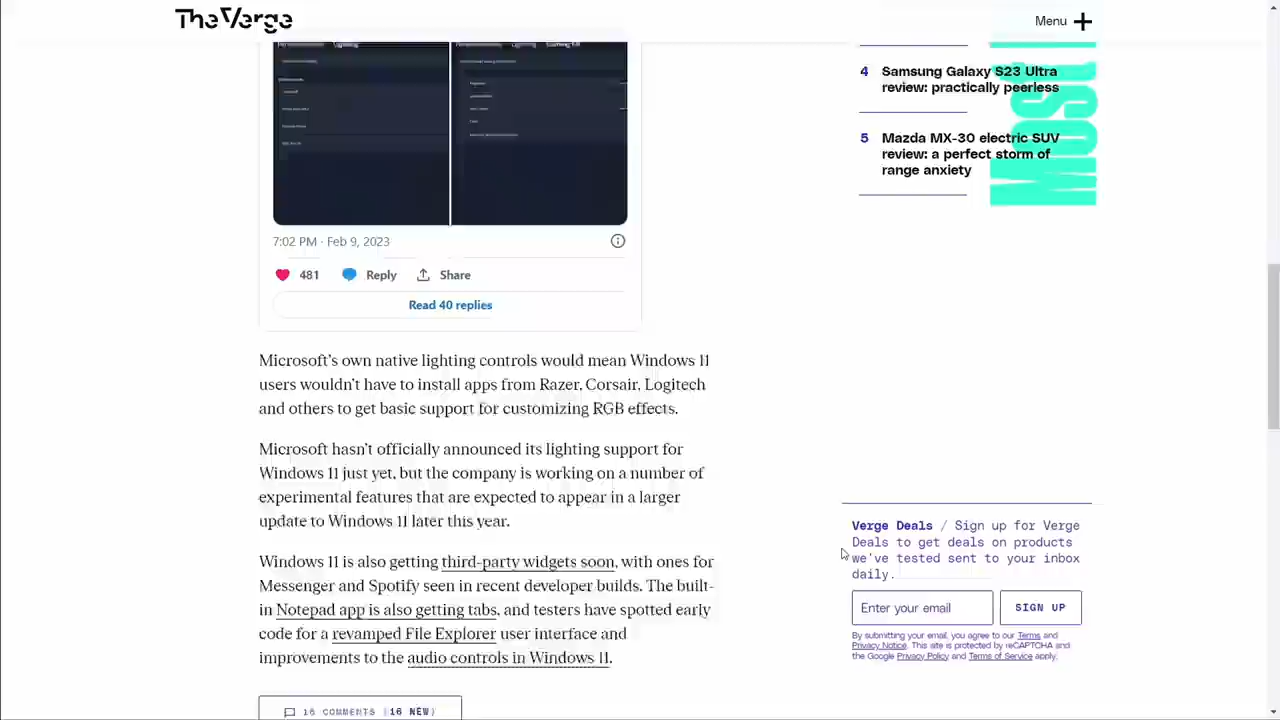 The Verge
Menu
4 Samsung Galaxy S23 Ultra
review: practically peerless
5 Mazda MX-30 electric SUV
review: a perfect storm of
range anxiety
MOST
7:02 PM · Feb 9, 2023
481 Reply Share
Read 40 replies
Microsoft’s own native lighting controls would mean Windows 11
users wouldn’t have to install apps from Razer, Corsair, Logitech
and others to get basic support for customizing RGB effects.
Microsoft hasn’t officially announced its lighting support for
Windows 11 just yet, but the company is working on a number of
experimental features that are expected to appear in a larger
update to Windows 11 later this year.
Windows 11 is also getting third-party widgets soon, with ones for
Messenger and Spotify seen in recent developer builds. The built-
in Notepad app is also getting tabs, and testers have spotted early
code for a revamped File Explorer user interface and
improvements to the audio controls in Windows 11.
16 COMMENTS (16 NEW)
Verge Deals / Sign up for Verge
Deals to get deals on products
we've tested sent to your inbox
daily.
Enter your email
SIGN UP
By submitting your email, you agree to our Terms and
Privacy Notice. This site is protected by reCAPTCHA and
the Google Privacy Policy and Terms of Service apply.